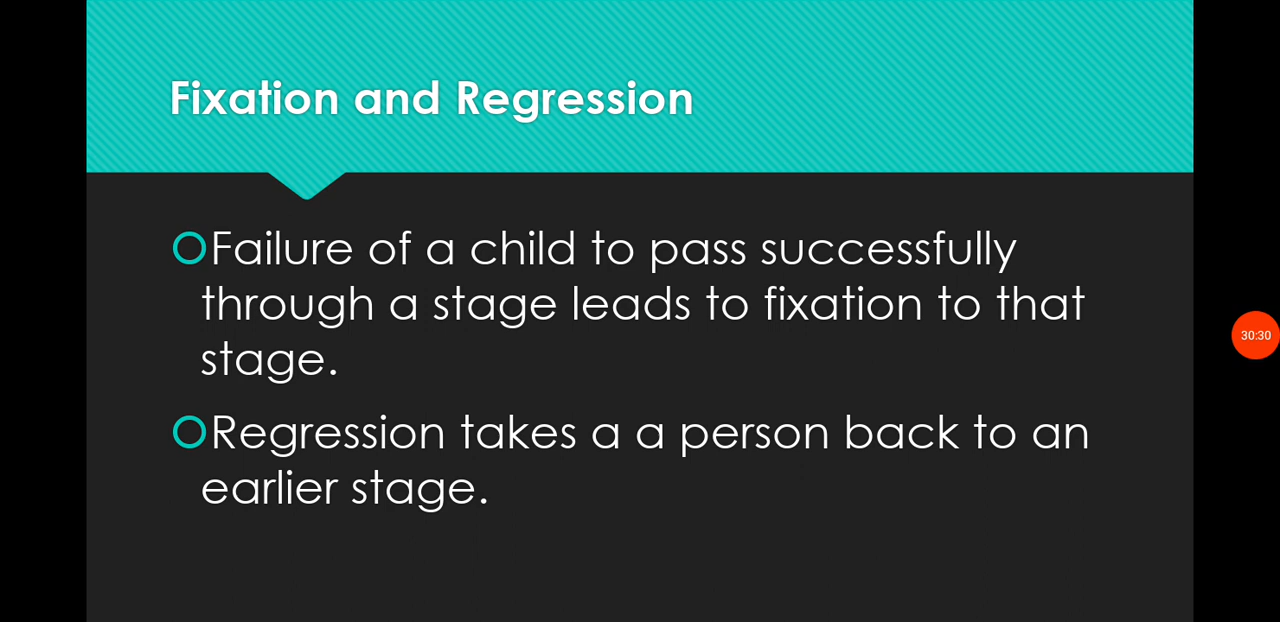 Fixation and Regression
Failure of a child to pass successfully
through a stage leads to fixation to that
stage.
30:30
Regression takes a a person back to an
earlier stage.